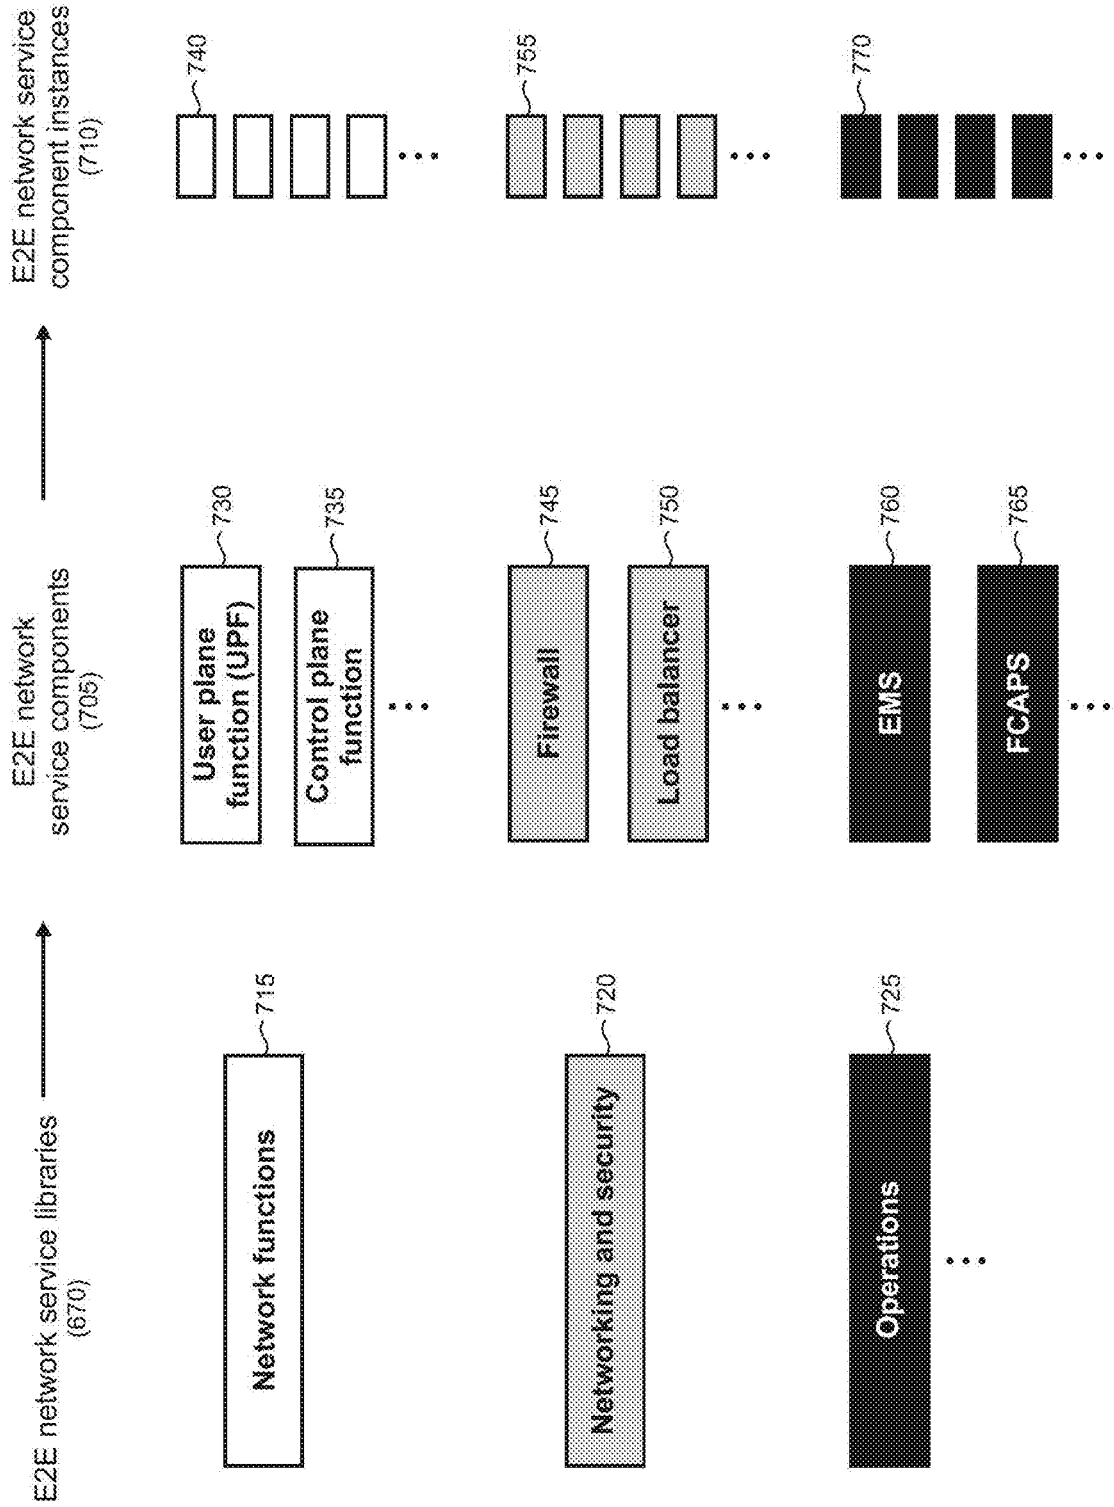 E2E network service libraries
(670)
E2E network
service components
(705)
E2E network service
component instances
(710)
Network functions
715
User plane
function (UPF)
730
Control plane
function
735
740
Networking and security
720
Firewall
745
Load balancer
750
755
Operations
725
EMS
760
FCAPS
765
770